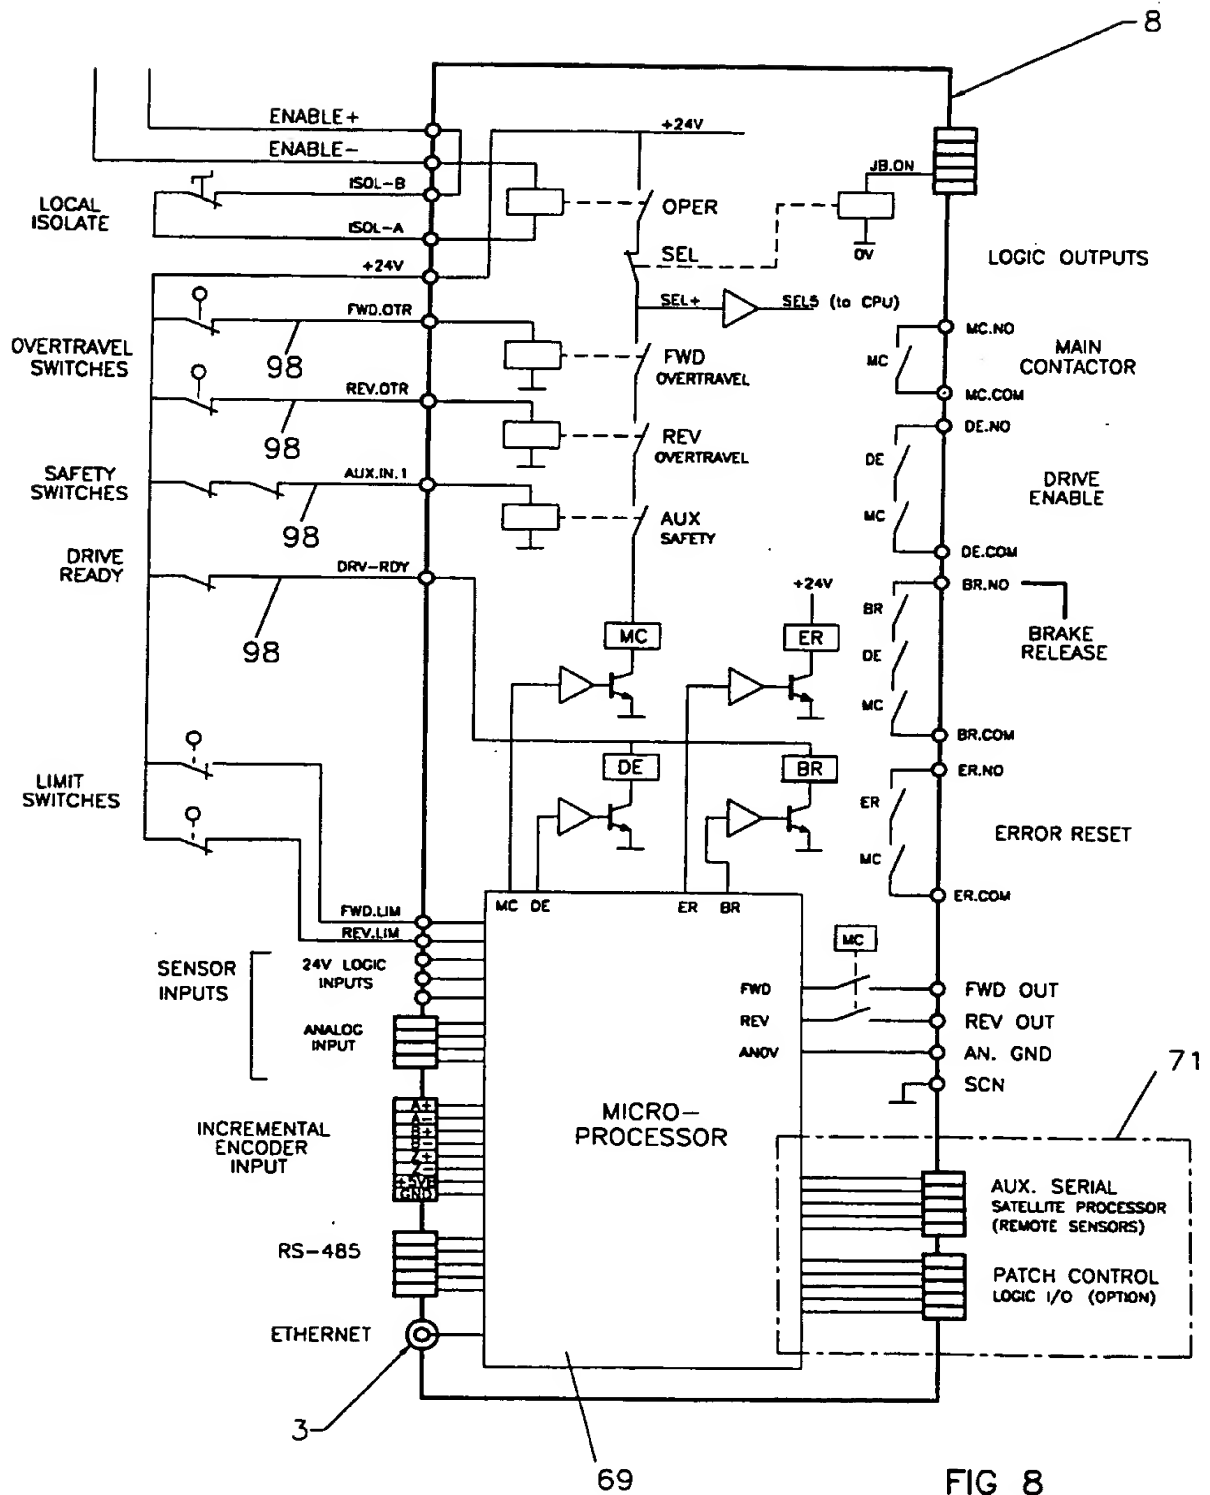 8
ENABLE+
+24V
ENABLE-
JB.ON
ISOL-B
LOCAL
ISOLATE
OPER
ISOL-A
SEL
0V
LOGIC OUTPUTS
+24V
SEL+
SEL5 (to CPU)
FWD.OTR
MC.NO
OVERTRAVEL
SWITCHES
98
FWD
OVERTRAVEL
MC
MAIN
CONTACTOR
REV.OTR
MC.COM
98
REV
OVERTRAVEL
DE.NO
DE
SAFETY
SWITCHES
AUX.IN.1
98
AUX
SAFETY
MC
DRIVE
ENABLE
DE.COM
DRIVE
READY
DRV-RDY
98
+24V
BR.NO
BR
DE
MC
BRAKE
RELEASE
MC
ER
BR.COM
DE
BR
ER.NO
LIMIT
SWITCHES
ER
MC
ERROR RESET
ER.COM
MC DE
ER BR
FWD.LIM
REV.LIM
MC
SENSOR
INPUTS
24V LOGIC
INPUTS
FWD
FWD OUT
REV
REV OUT
ANALOG
INPUT
AN0V
AN. GND
SCN
71
A+
A-
B+
B-
Z+
Z-
+5VE
GND
INCREMENTAL
ENCODER
INPUT
MICRO-
PROCESSOR
AUX. SERIAL
SATELLITE PROCESSOR
(REMOTE SENSORS)
RS-485
PATCH CONTROL
LOGIC I/O (OPTION)
ETHERNET
3
69
FIG 8